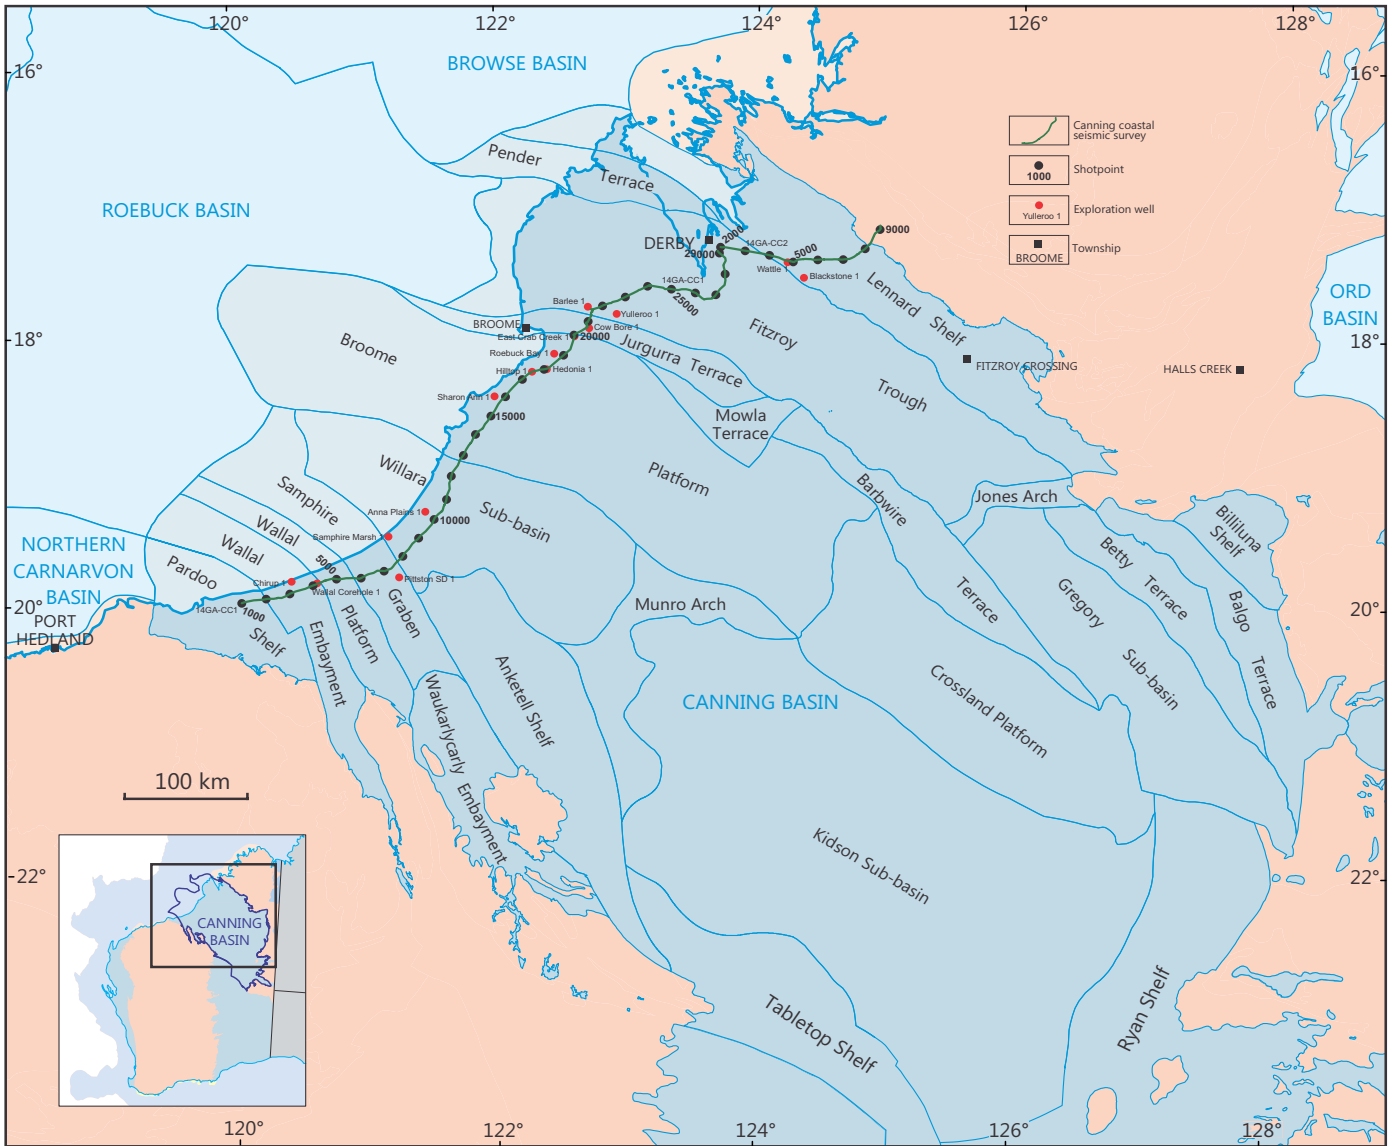 120°
122°
124°
126°
128°
16°
16°
BROWSE BASIN
Canning coastal
seismic survey
1000
Shotpoint
Yulleroo 1
Exploration well
BROOME
Township
Pender
Terrace
ROEBUCK BASIN
DERBY
2000
29000
14GA-CC2
5000
9000
Wattle 1
Blackstone 1
14GA-CC1
25000
Barlee 1
Yulleroo 1
BROOME
Cow Bore 1
East Crab Creek 1
20000
Roebuck Bay 1
Hilltop 1
Hedonia 1
Sharon Ann 1
15000
Lennard Shelf
FITZROY CROSSING
HALLS CREEK
ORD
BASIN
18°
18°
Broome
Fitzroy
Trough
Jurgurra Terrace
Mowla
Terrace
Platform
Willara
Sub-basin
Samphire
Graben
Anna Plains 1
10000
Samphire Marsh 1
Wallal
Platform
Wallal
Embayment
Pardoo
Shelf
Chirup 1
5000
Wallal Corehole 1
Pittston SD 1
14GA-CC1
1000
NORTHERN
CARNARVON
BASIN
PORT
HEDLAND
20°
20°
Barbwire
Terrace
Jones Arch
Billiluna
Shelf
Betty
Terrace
Balgo
Terrace
Gregory
Sub-basin
Munro Arch
Anketell Shelf
Waukarlycarly Embayment
CANNING BASIN
Crossland Platform
Kidson Sub-basin
100 km
22°
22°
CANNING
BASIN
Tabletop Shelf
Ryan Shelf
120°
122°
124°
126°
128°